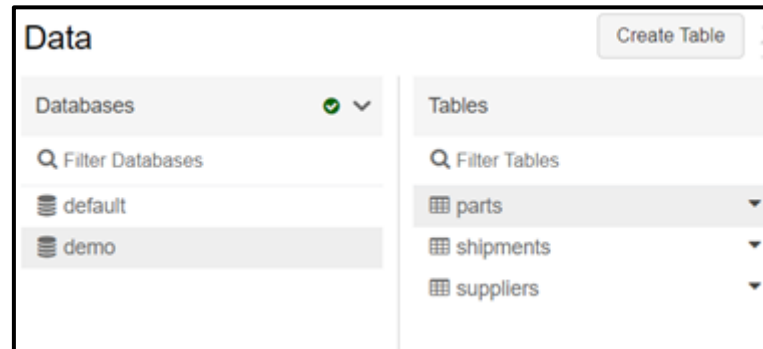 Data
Create Table
Databases
Filter Databases
default
demo
Tables
Filter Tables
parts
shipments
suppliers